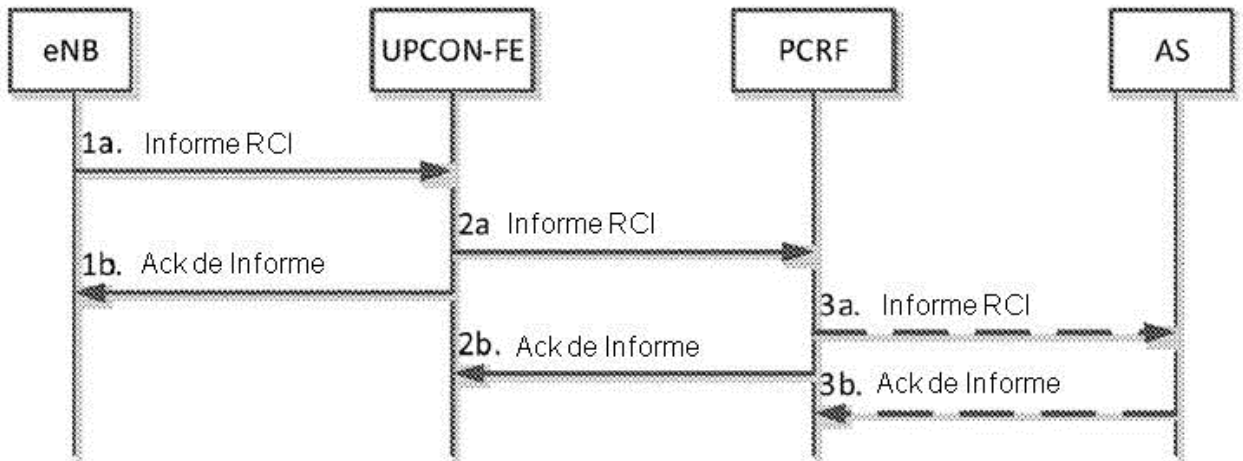 eNB
UPCON-FE
PCRF
AS
1a. Informe RCI
2a Informe RCI
1b. Ack de Informe
3a. Informe RCI
2b. Ack de Informe
3b. Ack de Informe